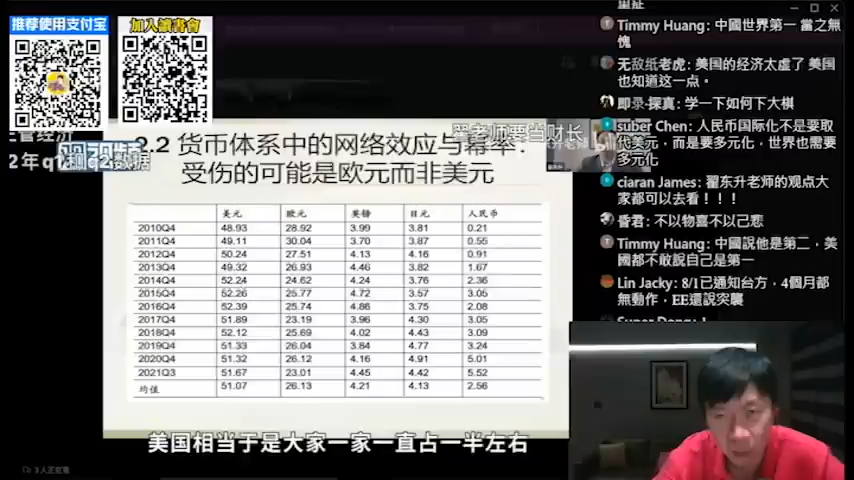 推荐使用支付宝
加入讀書會
2.2 货币体系中的网络效应与幂率：
受伤的可能是欧元而非美元
美元 欧元 英镑 日元 人民币
2010Q4 48.93 28.92 3.99 3.81 0.21
2011Q4 49.11 30.04 3.70 3.87 0.55
2012Q4 50.24 27.51 4.13 4.16 0.91
2013Q4 49.32 26.93 4.46 3.82 1.67
2014Q4 52.24 24.62 4.24 3.76 2.36
2015Q4 52.26 25.77 4.72 3.57 3.05
2016Q4 52.39 25.74 4.86 3.75 2.08
2017Q4 51.89 23.19 3.96 4.30 3.05
2018Q4 52.12 25.69 4.02 4.43 3.09
2019Q4 51.33 26.04 3.84 4.77 3.24
2020Q4 51.32 26.12 4.16 4.91 5.01
2021Q3 51.67 23.01 4.45 4.42 5.52
均值 51.07 26.13 4.21 4.13 2.56
翟老师要当财长
美国相当于是大家一家一直占一半左右
Timmy Huang: 中國世界第一 當之無
愧
无敌纸老虎: 美国的经济太虚了 美国
也知道这一点。
即录·探真: 学一下如何下大棋
suber Chen: 人民币国际化不是要取
代美元，而是要多元化，世界也需要
多元化
ciaran James: 翟东升老师的观点大
家都可以去看！！！
昏君: 不以物喜不以己悲
Timmy Huang: 中國說他是第二，美
國都不敢說自己是第一
Lin Jacky: 8/1已通知台方，4個月都
無動作，EE還說突襲